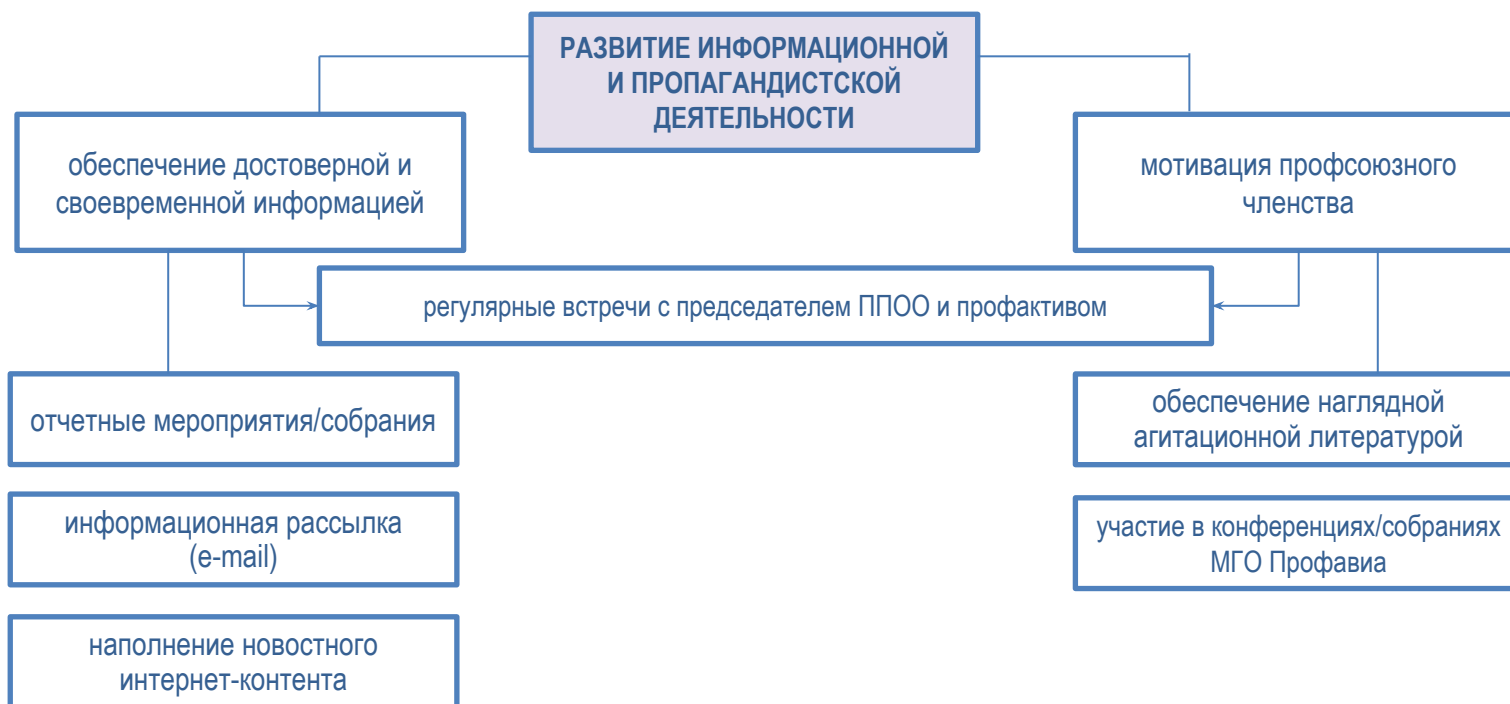 РАЗВИТИЕ ИНФОРМАЦИОННОЙ
И ПРОПАГАНДИСТСКОЙ
ДЕЯТЕЛЬНОСТИ
обеспечение достоверной и
своевременной информацией
мотивация профсоюзного
членства
регулярные встречи с председателем ППОО и профактивом
отчетные мероприятия/собрания
обеспечение наглядной
агитационной литературой
информационная рассылка
(e-mail)
участие в конференциях/собраниях
МГО Профавиа
наполнение новостного
интернет-контента